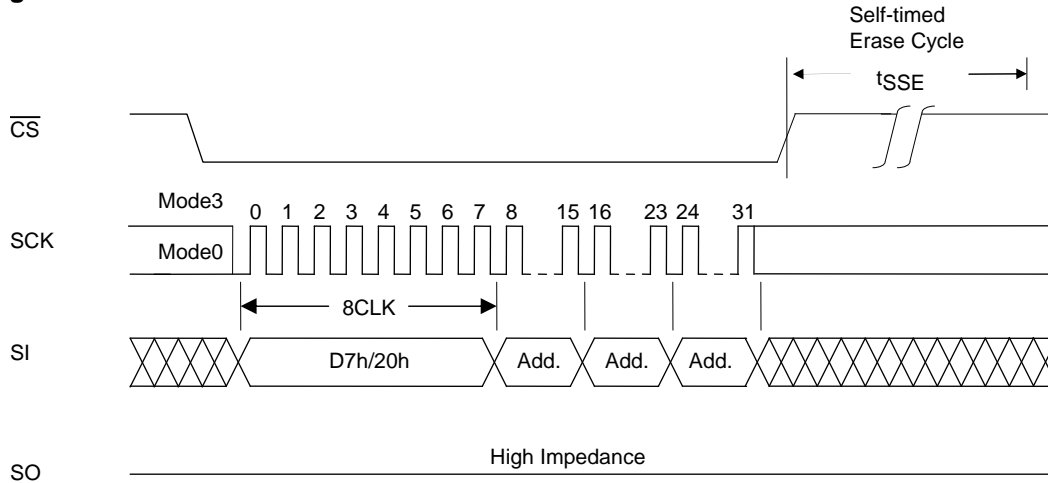 Self-timed
Erase Cycle
tSSE
CS
Mode3
0 1 2 3 4 5 6 7 8 15 16 23 24 31
SCK
Mode0
8CLK
SI
D7h/20h Add. Add. Add.
High Impedance
SO